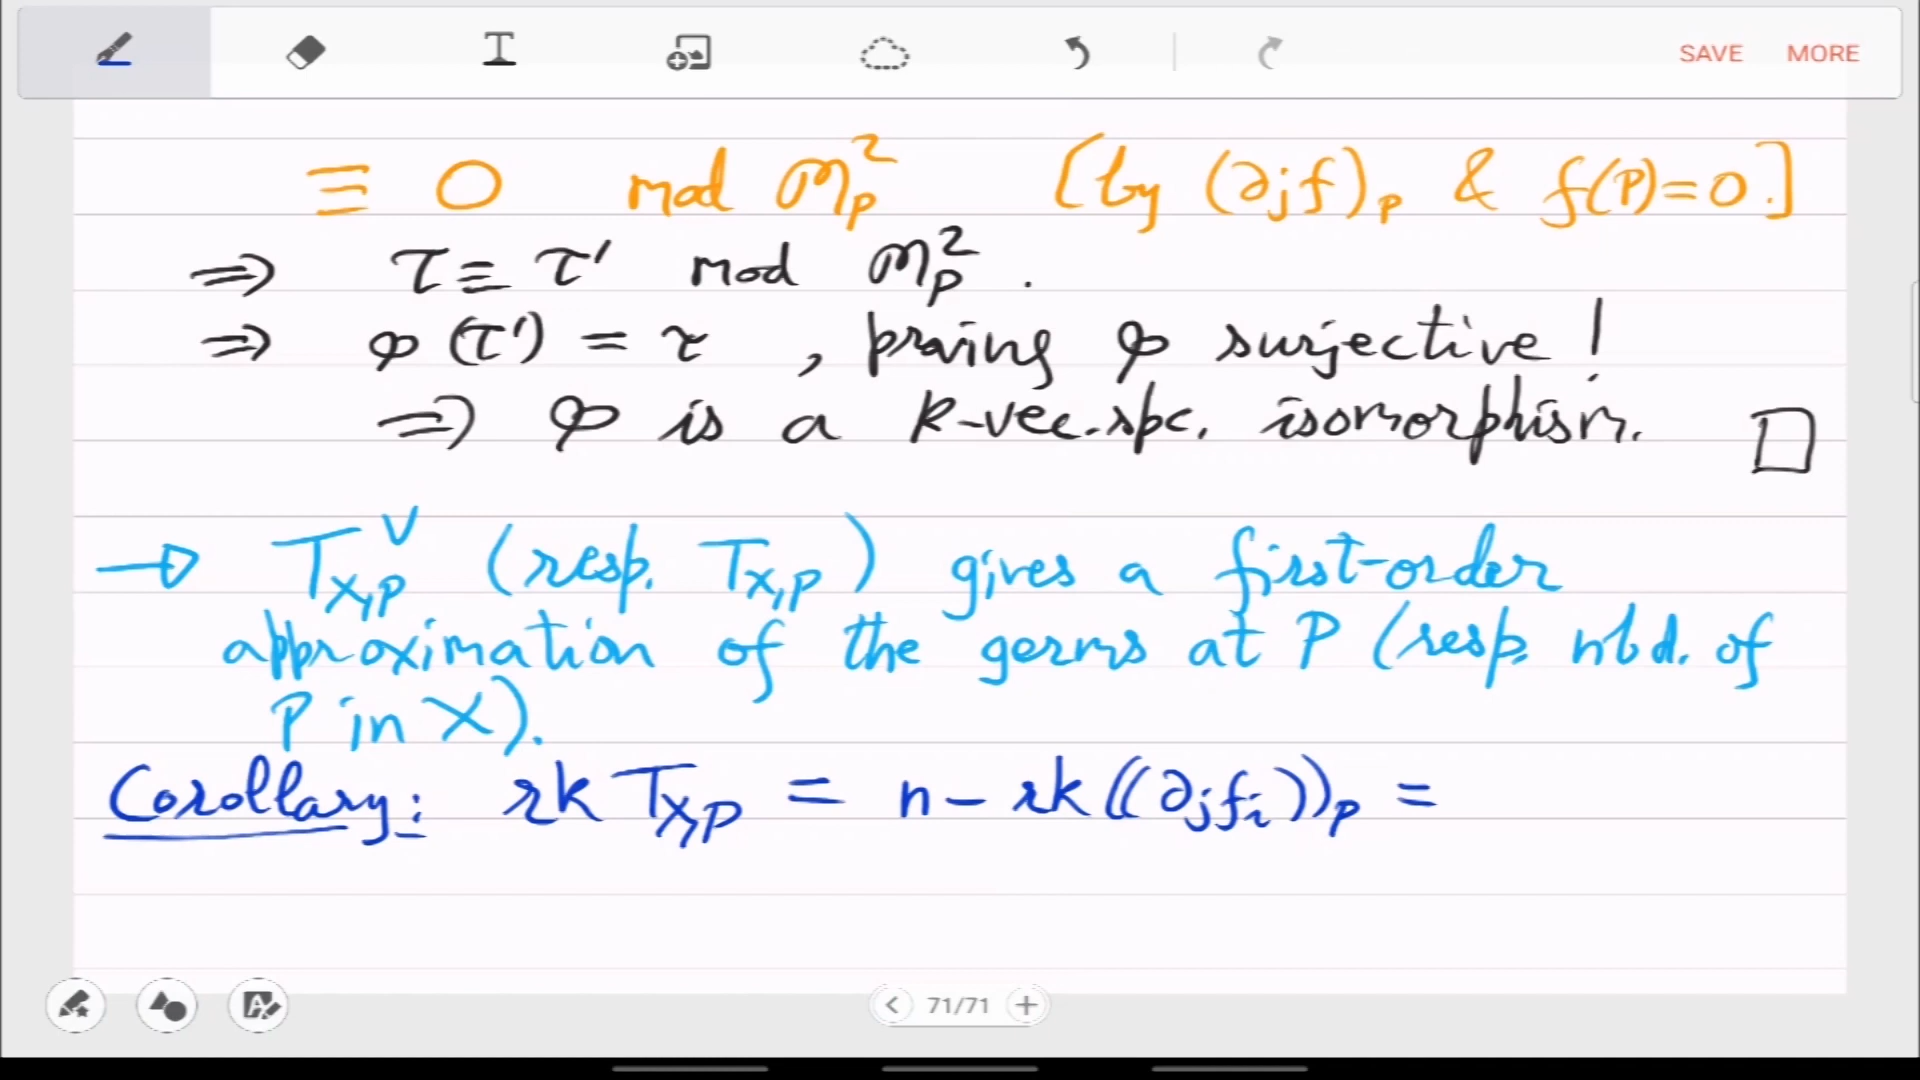 SAVE MORE
≡ 0 mod 𝔪_P^2 [by (∂_j f)_P & f(P)=0.]
⇒ τ ≡ τ' mod 𝔪_P^2.
⇒ φ(τ') = τ, proving φ surjective!
⇒ φ is a k-vec.spc. isomorphism. □
→ T^∨_{X,P} (resp. T_{X,P}) gives a first-order
approximation of the germs at P (resp. nbd. of
P in X).
Corollary: rk T_{X,P} = n - rk((∂_j f_i))_P =
71/71